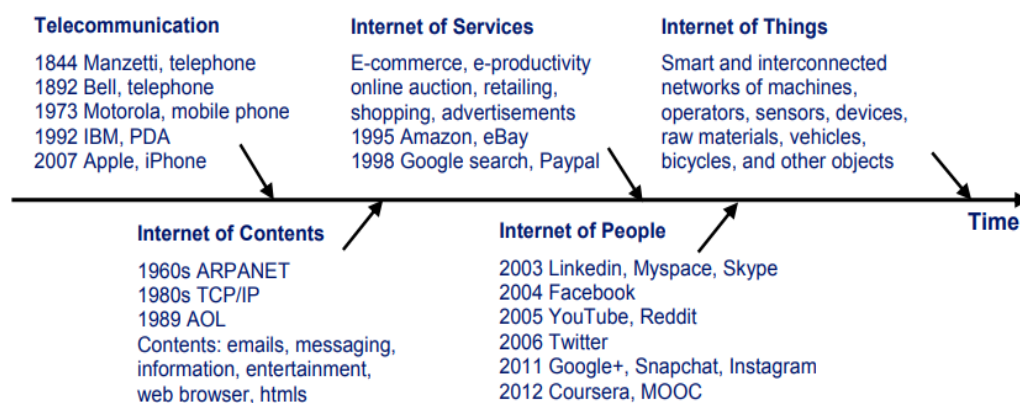 Telecommunication
1844 Manzetti, telephone
1892 Bell, telephone
1973 Motorola, mobile phone
1992 IBM, PDA
2007 Apple, iPhone
Internet of Services
E-commerce, e-productivity
online auction, retailing,
shopping, advertisements
1995 Amazon, eBay
1998 Google search, Paypal
Internet of Things
Smart and interconnected
networks of machines,
operators, sensors, devices,
raw materials, vehicles,
bicycles, and other objects
Time
Internet of Contents
1960s ARPANET
1980s TCP/IP
1989 AOL
Contents: emails, messaging,
information, entertainment,
web browser, htmls
Internet of People
2003 Linkedin, Myspace, Skype
2004 Facebook
2005 YouTube, Reddit
2006 Twitter
2011 Google+, Snapchat, Instagram
2012 Coursera, MOOC